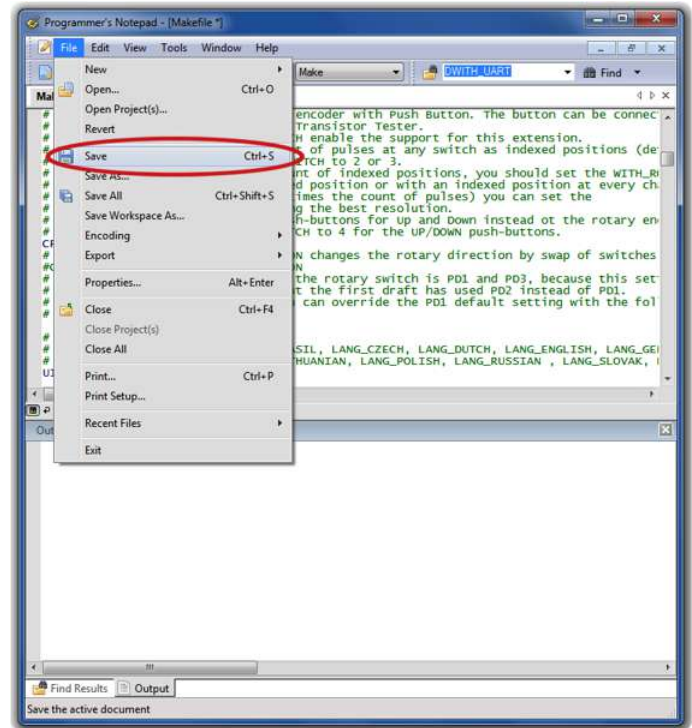 Programmer's Notepad - [Makefile *]
File Edit View Tools Window Help
Make DWITH_UART Find
New
Open... Ctrl+O
Open Project(s)...
Revert
Save Ctrl+S
Save As...
Save All Ctrl+Shift+S
Save Workspace As...
Encoding
Export
Properties... Alt+Enter
Close Ctrl+F4
Close Project(s)
Close All
Print... Ctrl+P
Print Setup...
Recent Files
Exit
encoder with Push Button. The button can be connec
Transistor Tester.
H enable the support for this extension.
t of pulses at any switch as indexed positions (de
ITCH to 2 or 3.
nt of indexed positions, you should set the WITH_R
d position or with an indexed position at every ch
times the count of pulses) you can set the
g the best resolution.
h-buttons for Up and Down instead ot the rotary en
CH to 4 for the UP/DOWN push-buttons.
N changes the rotary direction by swap of switches
N
the rotary switch is PD1 and PD3, because this set
t the first draft has used PD2 instead of PD1.
can override the PD1 default setting with the fol
SIL, LANG_CZECH, LANG_DUTCH, LANG_ENGLISH, LANG_GE
HUANIAN, LANG_POLISH, LANG_RUSSIAN , LANG_SLOVAK,
Find Results Output
Save the active document